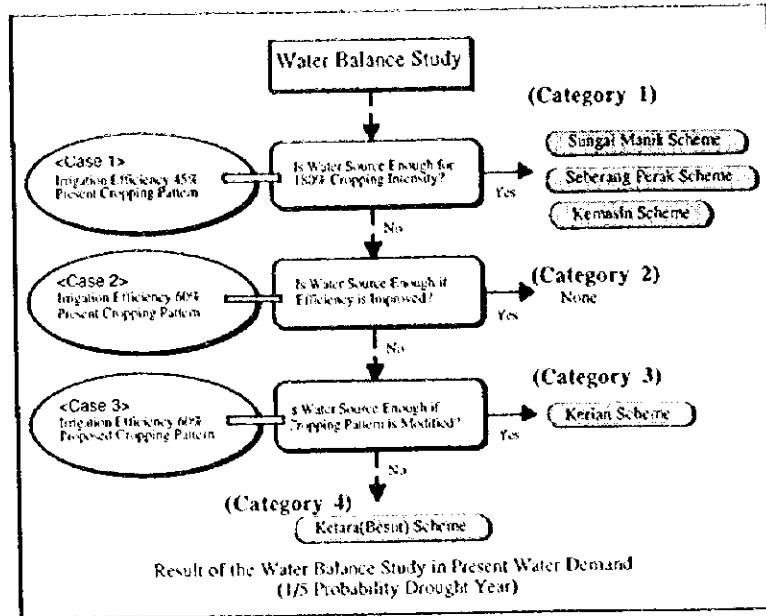 Water Balance Study
(Category 1)
<Case 1>
Irrigation Efficiency 45%
Present Cropping Pattern
Is Water Source Enough for
180% Cropping Intensity?
Yes
Sungai Manik Scheme
Seberang Perak Scheme
Kemasin Scheme
No
(Category 2)
<Case 2>
Irrigation Efficiency 60%
Present Cropping Pattern
Is Water Source Enough if
Efficiency is Improved?
Yes
None
No
(Category 3)
<Case 3>
Irrigation Efficiency 60%
Proposed Cropping Pattern
s Water Source Enough if
Cropping Pattern is Modified?
Yes
Kerian Scheme
No
(Category 4)
Ketara(Besut) Scheme
Result of the Water Balance Study in Present Water Demand
(1/5 Probability Drought Year)